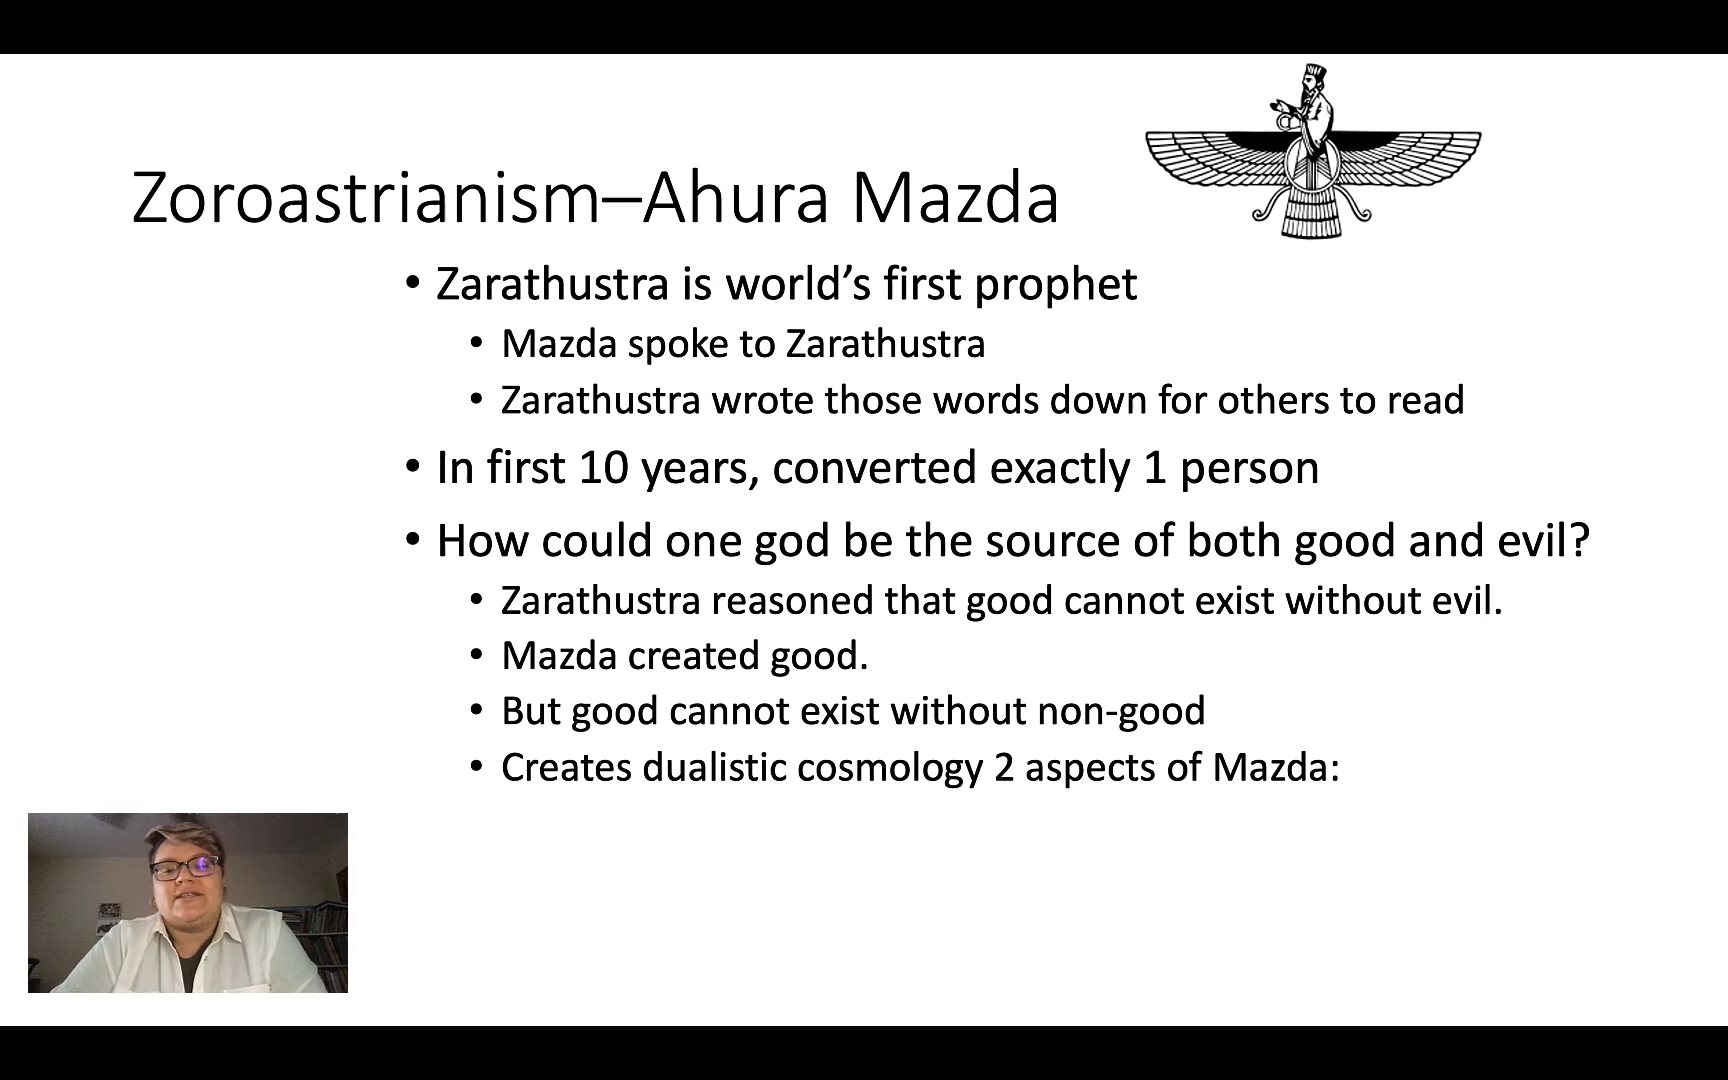 Zoroastrianism–Ahura Mazda
• Zarathustra is world’s first prophet
• Mazda spoke to Zarathustra
• Zarathustra wrote those words down for others to read
• In first 10 years, converted exactly 1 person
• How could one god be the source of both good and evil?
• Zarathustra reasoned that good cannot exist without evil.
• Mazda created good.
• But good cannot exist without non-good
• Creates dualistic cosmology 2 aspects of Mazda: